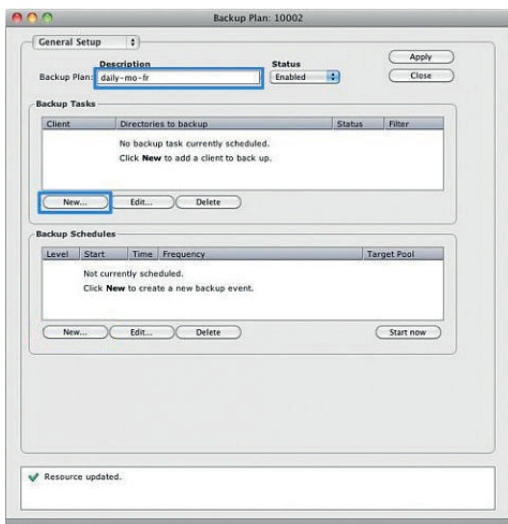 Backup Plan: 10002
General Setup
Description Status Apply
Backup Plan: daily-mo-fr Enabled Close
Backup Tasks
Client Directories to backup Status Filter
No backup task currently scheduled.
Click New to add a client to back up.
New... Edit... Delete
Backup Schedules
Level Start Time Frequency Target Pool
Not currently scheduled.
Click New to create a new backup event.
New... Edit... Delete Start now
Resource updated.